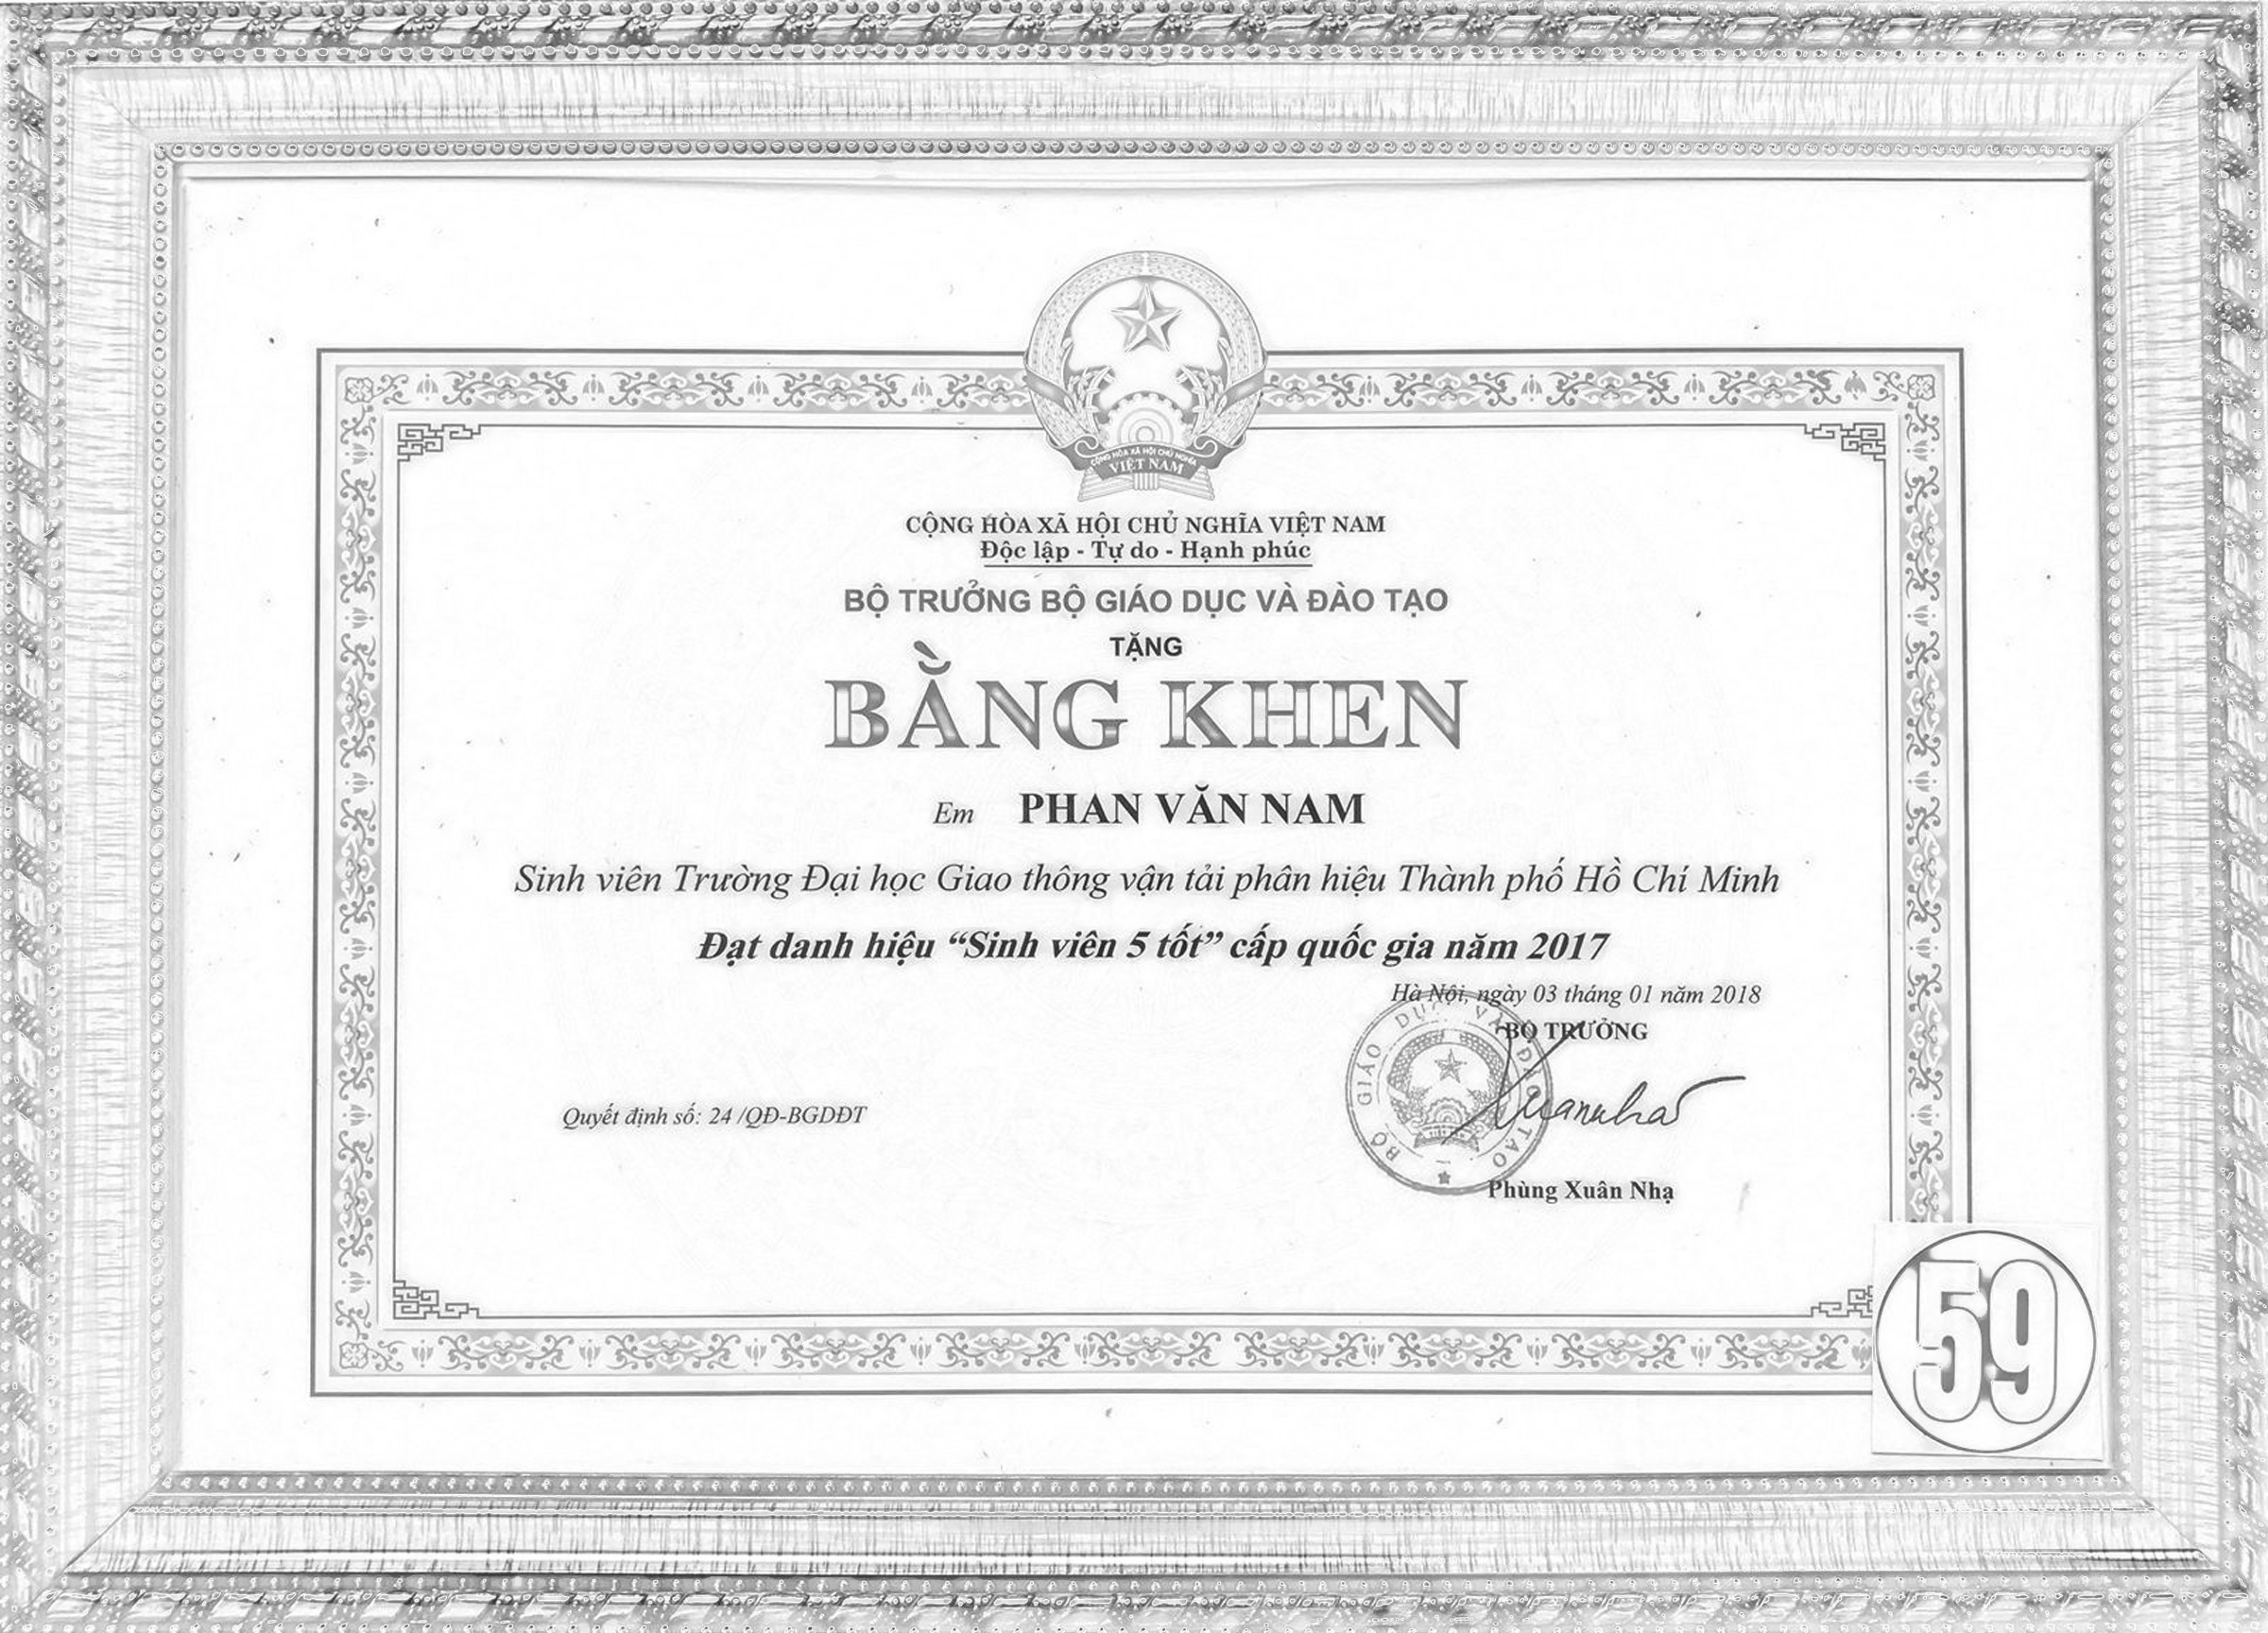 CỘNG HÒA XÃ HỘI CHỦ NGHĨA
VIỆT NAM
CỘNG HÒA XÃ HỘI CHỦ NGHĨA VIỆT NAM
Độc lập - Tự do - Hạnh phúc
BỘ TRƯỞNG BỘ GIÁO DỤC VÀ ĐÀO TẠO
TẶNG
BẰNG KHEN
Em PHAN VĂN NAM
Sinh viên Trường Đại học Giao thông vận tải phân hiệu Thành phố Hồ Chí Minh
Đạt danh hiệu “Sinh viên 5 tốt” cấp quốc gia năm 2017
Hà Nội, ngày 03 tháng 01 năm 2018
BỘ TRƯỞNG
BỘ GIÁO DỤC VÀ ĐÀO TẠO
Quyết định số: 24 /QĐ-BGDĐT
Phùng Xuân Nhạ
59